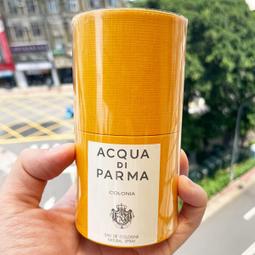 ACQUA
DI
PARMA
COLONIA
EAU DE COLOGNE
NATURAL SPRAY